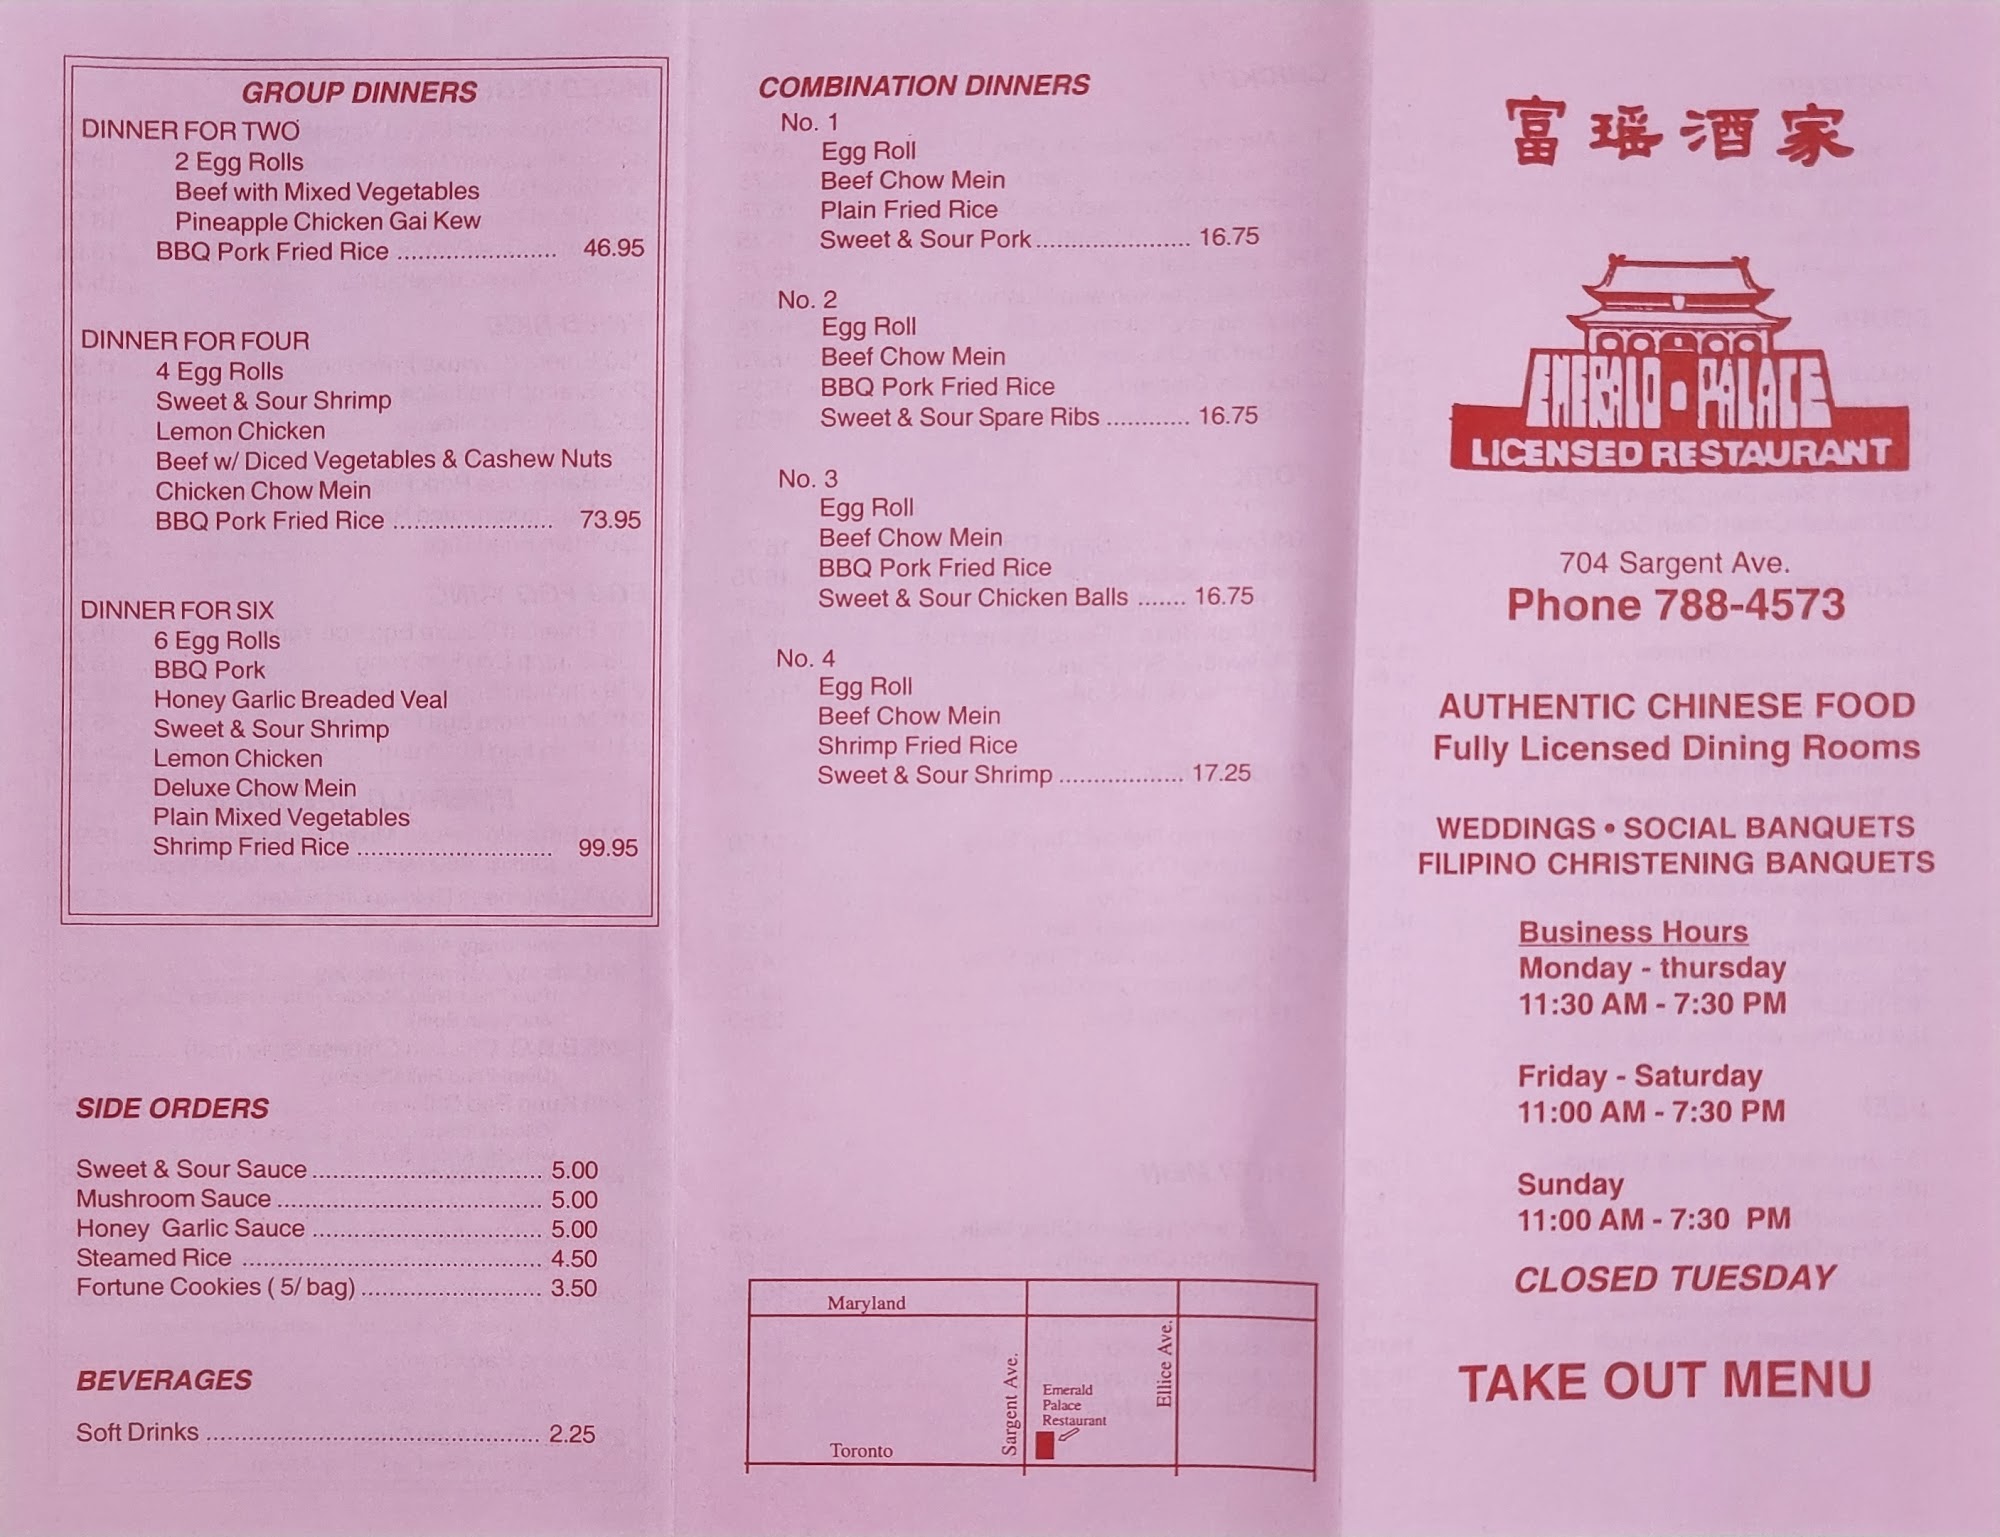 GROUP DINNERS
DINNER FOR TWO
2 Egg Rolls
Beef with Mixed Vegetables
Pineapple Chicken Gai Kew
BBQ Pork Fried Rice ........................ 46.95
DINNER FOR FOUR
4 Egg Rolls
Sweet & Sour Shrimp
Lemon Chicken
Beef w/ Diced Vegetables & Cashew Nuts
Chicken Chow Mein
BBQ Pork Fried Rice ........................ 73.95
DINNER FOR SIX
6 Egg Rolls
BBQ Pork
Honey Garlic Breaded Veal
Sweet & Sour Shrimp
Lemon Chicken
Deluxe Chow Mein
Plain Mixed Vegetables
Shrimp Fried Rice ............................. 99.95
SIDE ORDERS
Sweet & Sour Sauce .................................. 5.00
Mushroom Sauce ....................................... 5.00
Honey  Garlic Sauce .................................. 5.00
Steamed Rice ............................................ 4.50
Fortune Cookies ( 5/ bag) ........................... 3.50
BEVERAGES
Soft Drinks ................................................. 2.25
COMBINATION DINNERS
No. 1
Egg Roll
Beef Chow Mein
Plain Fried Rice
Sweet & Sour Pork ....................... 16.75
No. 2
Egg Roll
Beef Chow Mein
BBQ Pork Fried Rice
Sweet & Sour Spare Ribs ............ 16.75
No. 3
Egg Roll
Beef Chow Mein
BBQ Pork Fried Rice
Sweet & Sour Chicken Balls ....... 16.75
No. 4
Egg Roll
Beef Chow Mein
Shrimp Fried Rice
Sweet & Sour Shrimp .................. 17.25
Maryland
Sargent Ave.
Ellice Ave.
Emerald
Palace
Restaurant
Toronto
富瑶酒家
EMERALD PALACE
LICENSED RESTAURANT
704 Sargent Ave.
Phone 788-4573
AUTHENTIC CHINESE FOOD
Fully Licensed Dining Rooms
WEDDINGS • SOCIAL BANQUETS
FILIPINO CHRISTENING BANQUETS
Business Hours
Monday - thursday
11:30 AM - 7:30 PM
Friday - Saturday
11:00 AM - 7:30 PM
Sunday
11:00 AM - 7:30  PM
CLOSED TUESDAY
TAKE OUT MENU